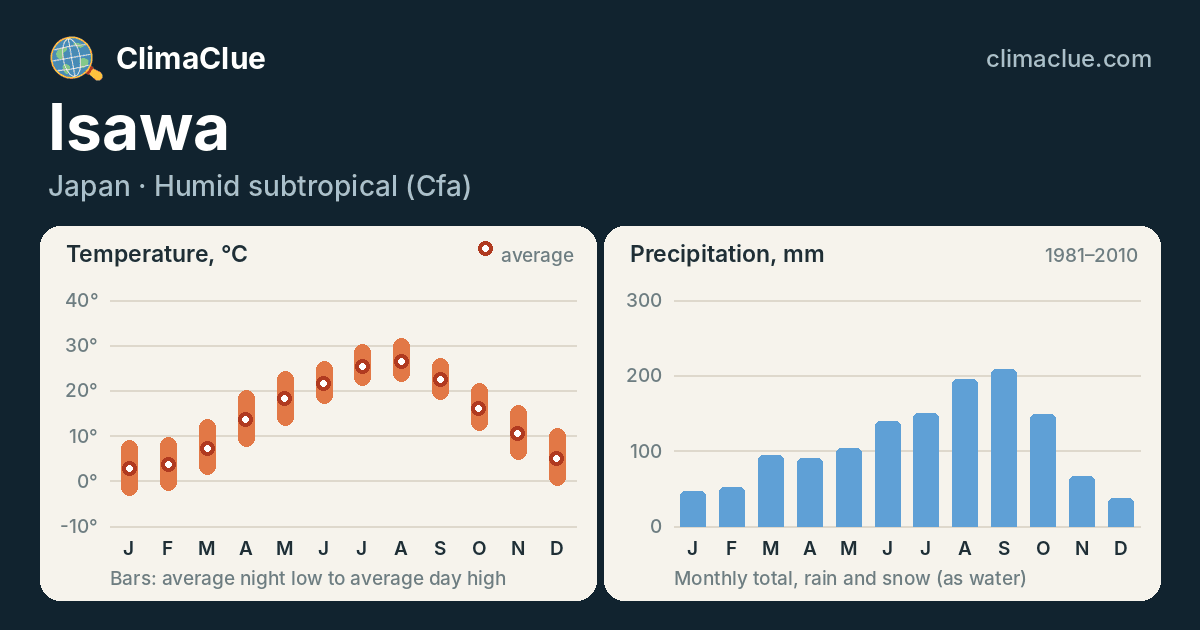 ClimaClue
climaclue.com
Isawa
Japan · Humid subtropical (Cfa)
Temperature, °C
average
40°
30°
20°
10°
0°
-10°
J F M A M J J A S O N D
Bars: average night low to average day high
Precipitation, mm
1981–2010
300
200
100
0
J F M A M J J A S O N D
Monthly total, rain and snow (as water)